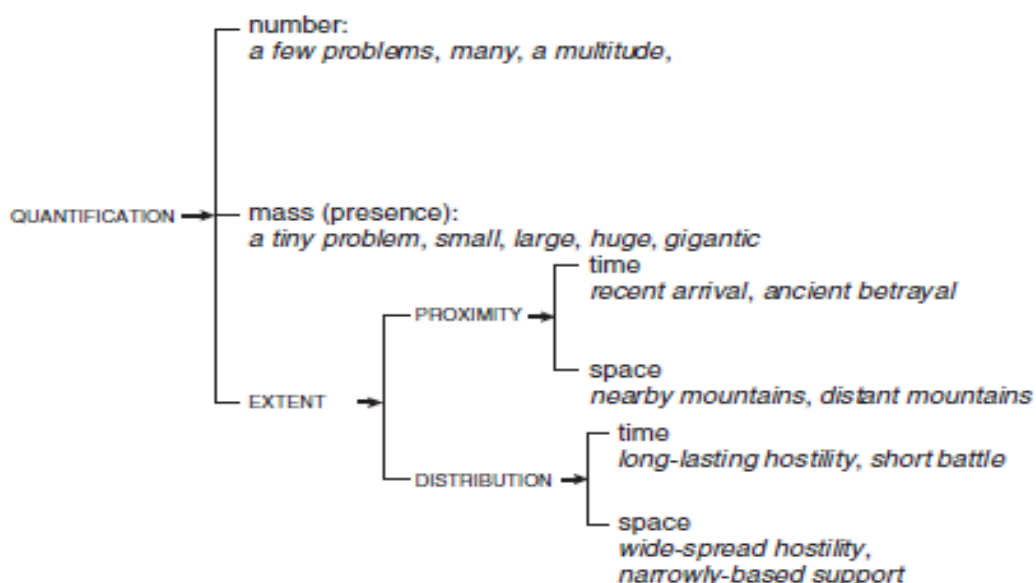 number:
a few problems, many, a multitude,
QUANTIFICATION
mass (presence):
a tiny problem, small, large, huge, gigantic
time
recent arrival, ancient betrayal
PROXIMITY
space
nearby mountains, distant mountains
EXTENT
time
long-lasting hostility, short battle
DISTRIBUTION
space
wide-spread hostility,
narrowly-based support